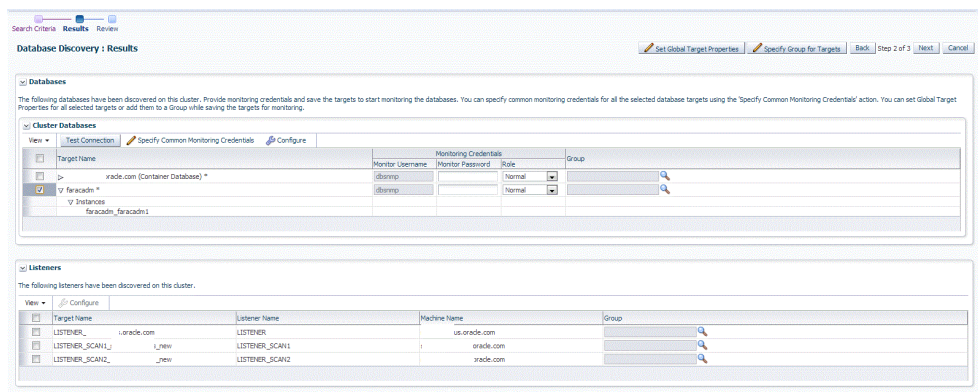 Search Criteria Results Review
Database Discovery : Results
Set Global Target Properties Specify Group for Targets Back Step 2 of 3 Next Cancel
Databases
The following databases have been discovered on this cluster. Provide monitoring credentials and save the targets to start monitoring the databases. You can specify common monitoring credentials for all the selected database targets using the 'Specify Common Monitoring Credentials' action. You can set Global Target
Properties for all selected targets or add them to a Group while saving the targets for monitoring.
Cluster Databases
View Test Connection Specify Common Monitoring Credentials Configure
Target Name Monitoring Credentials Group
Monitor Username Monitor Password Role
.com (Container Database) * dbsnmp Normal
faracadm * dbsnmp Normal
Instances
faracadm_faracadm1
Listeners
The following listeners have been discovered on this cluster.
View Configure
Target Name Listener Name Machine Name Group
LISTENER_ s.oracle.com LISTENER us.oracle.com
LISTENER_SCAN1_ _new LISTENER_SCAN1 oracle.com
LISTENER_SCAN2_ _new LISTENER_SCAN2 .com